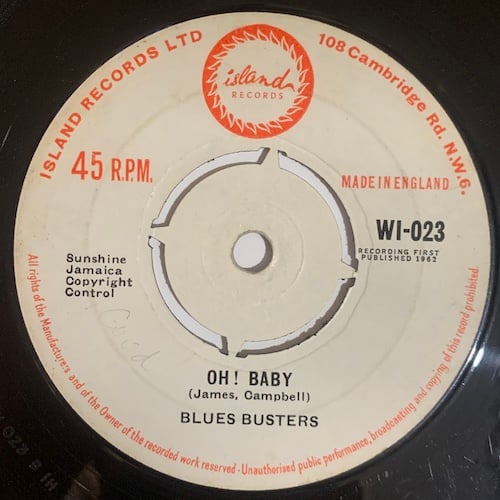 ISLAND RECORDS LTD
108 Cambridge Rd. N.W.6.
island
RECORDS
45 R.P.M.
MADE IN ENGLAND
WI-023
RECORDING FIRST
PUBLISHED 1962
Sunshine
Jamaica
Copyright
Control
Good
OH! BABY
(James, Campbell)
BLUES BUSTERS
All rights of the Manufacturers and of the Owner of the recorded work reserved - Unauthorised public performance, broadcasting and copying of this record prohibited.